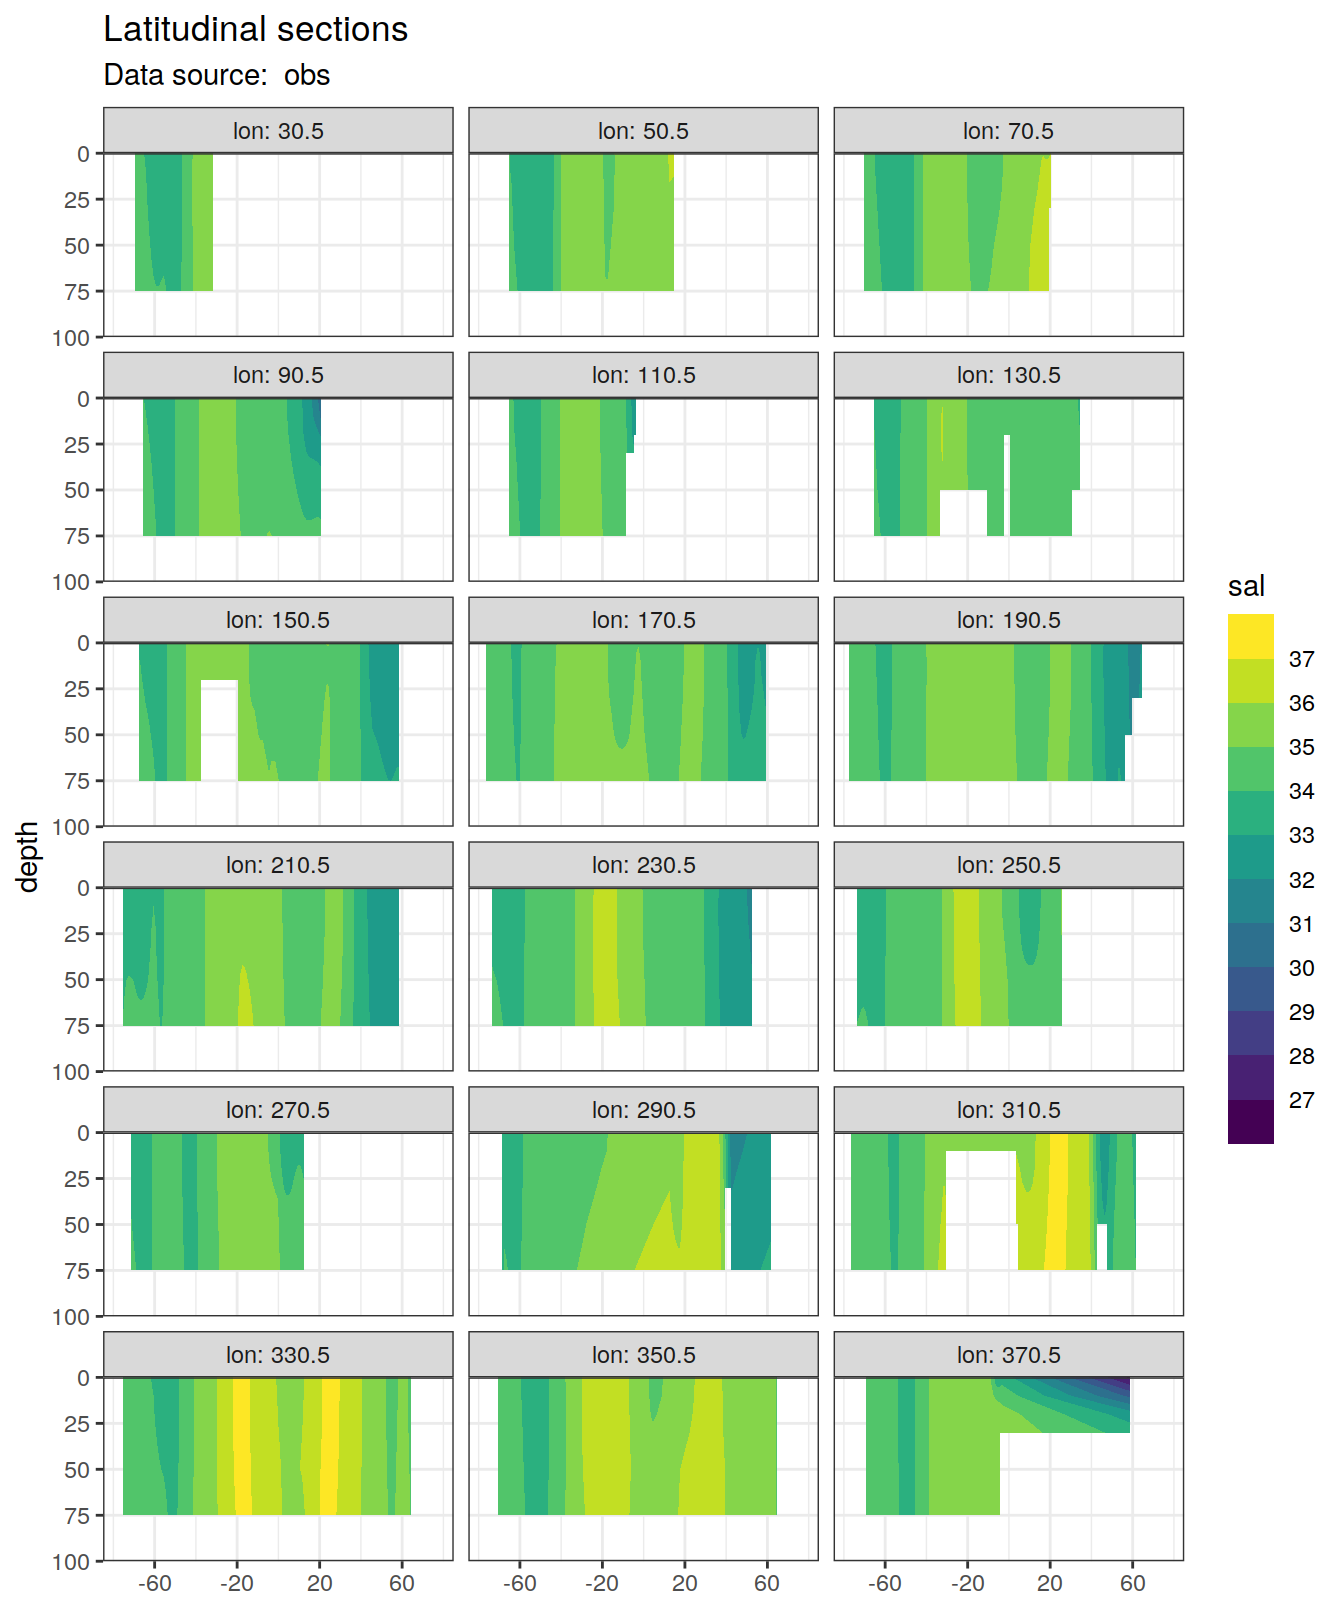 Latitudinal sections
Data source:  obs
lon: 30.5
lon: 50.5
lon: 70.5
0
25
50
75
100
lon: 90.5
lon: 110.5
lon: 130.5
0
25
50
75
100
lon: 150.5
lon: 170.5
lon: 190.5
0
25
50
75
100
lon: 210.5
lon: 230.5
lon: 250.5
0
25
50
75
100
lon: 270.5
lon: 290.5
lon: 310.5
0
25
50
75
100
lon: 330.5
lon: 350.5
lon: 370.5
0
25
50
75
100
-60 -20 20 60 -60 -20 20 60 -60 -20 20 60
depth
sal
37
36
35
34
33
32
31
30
29
28
27